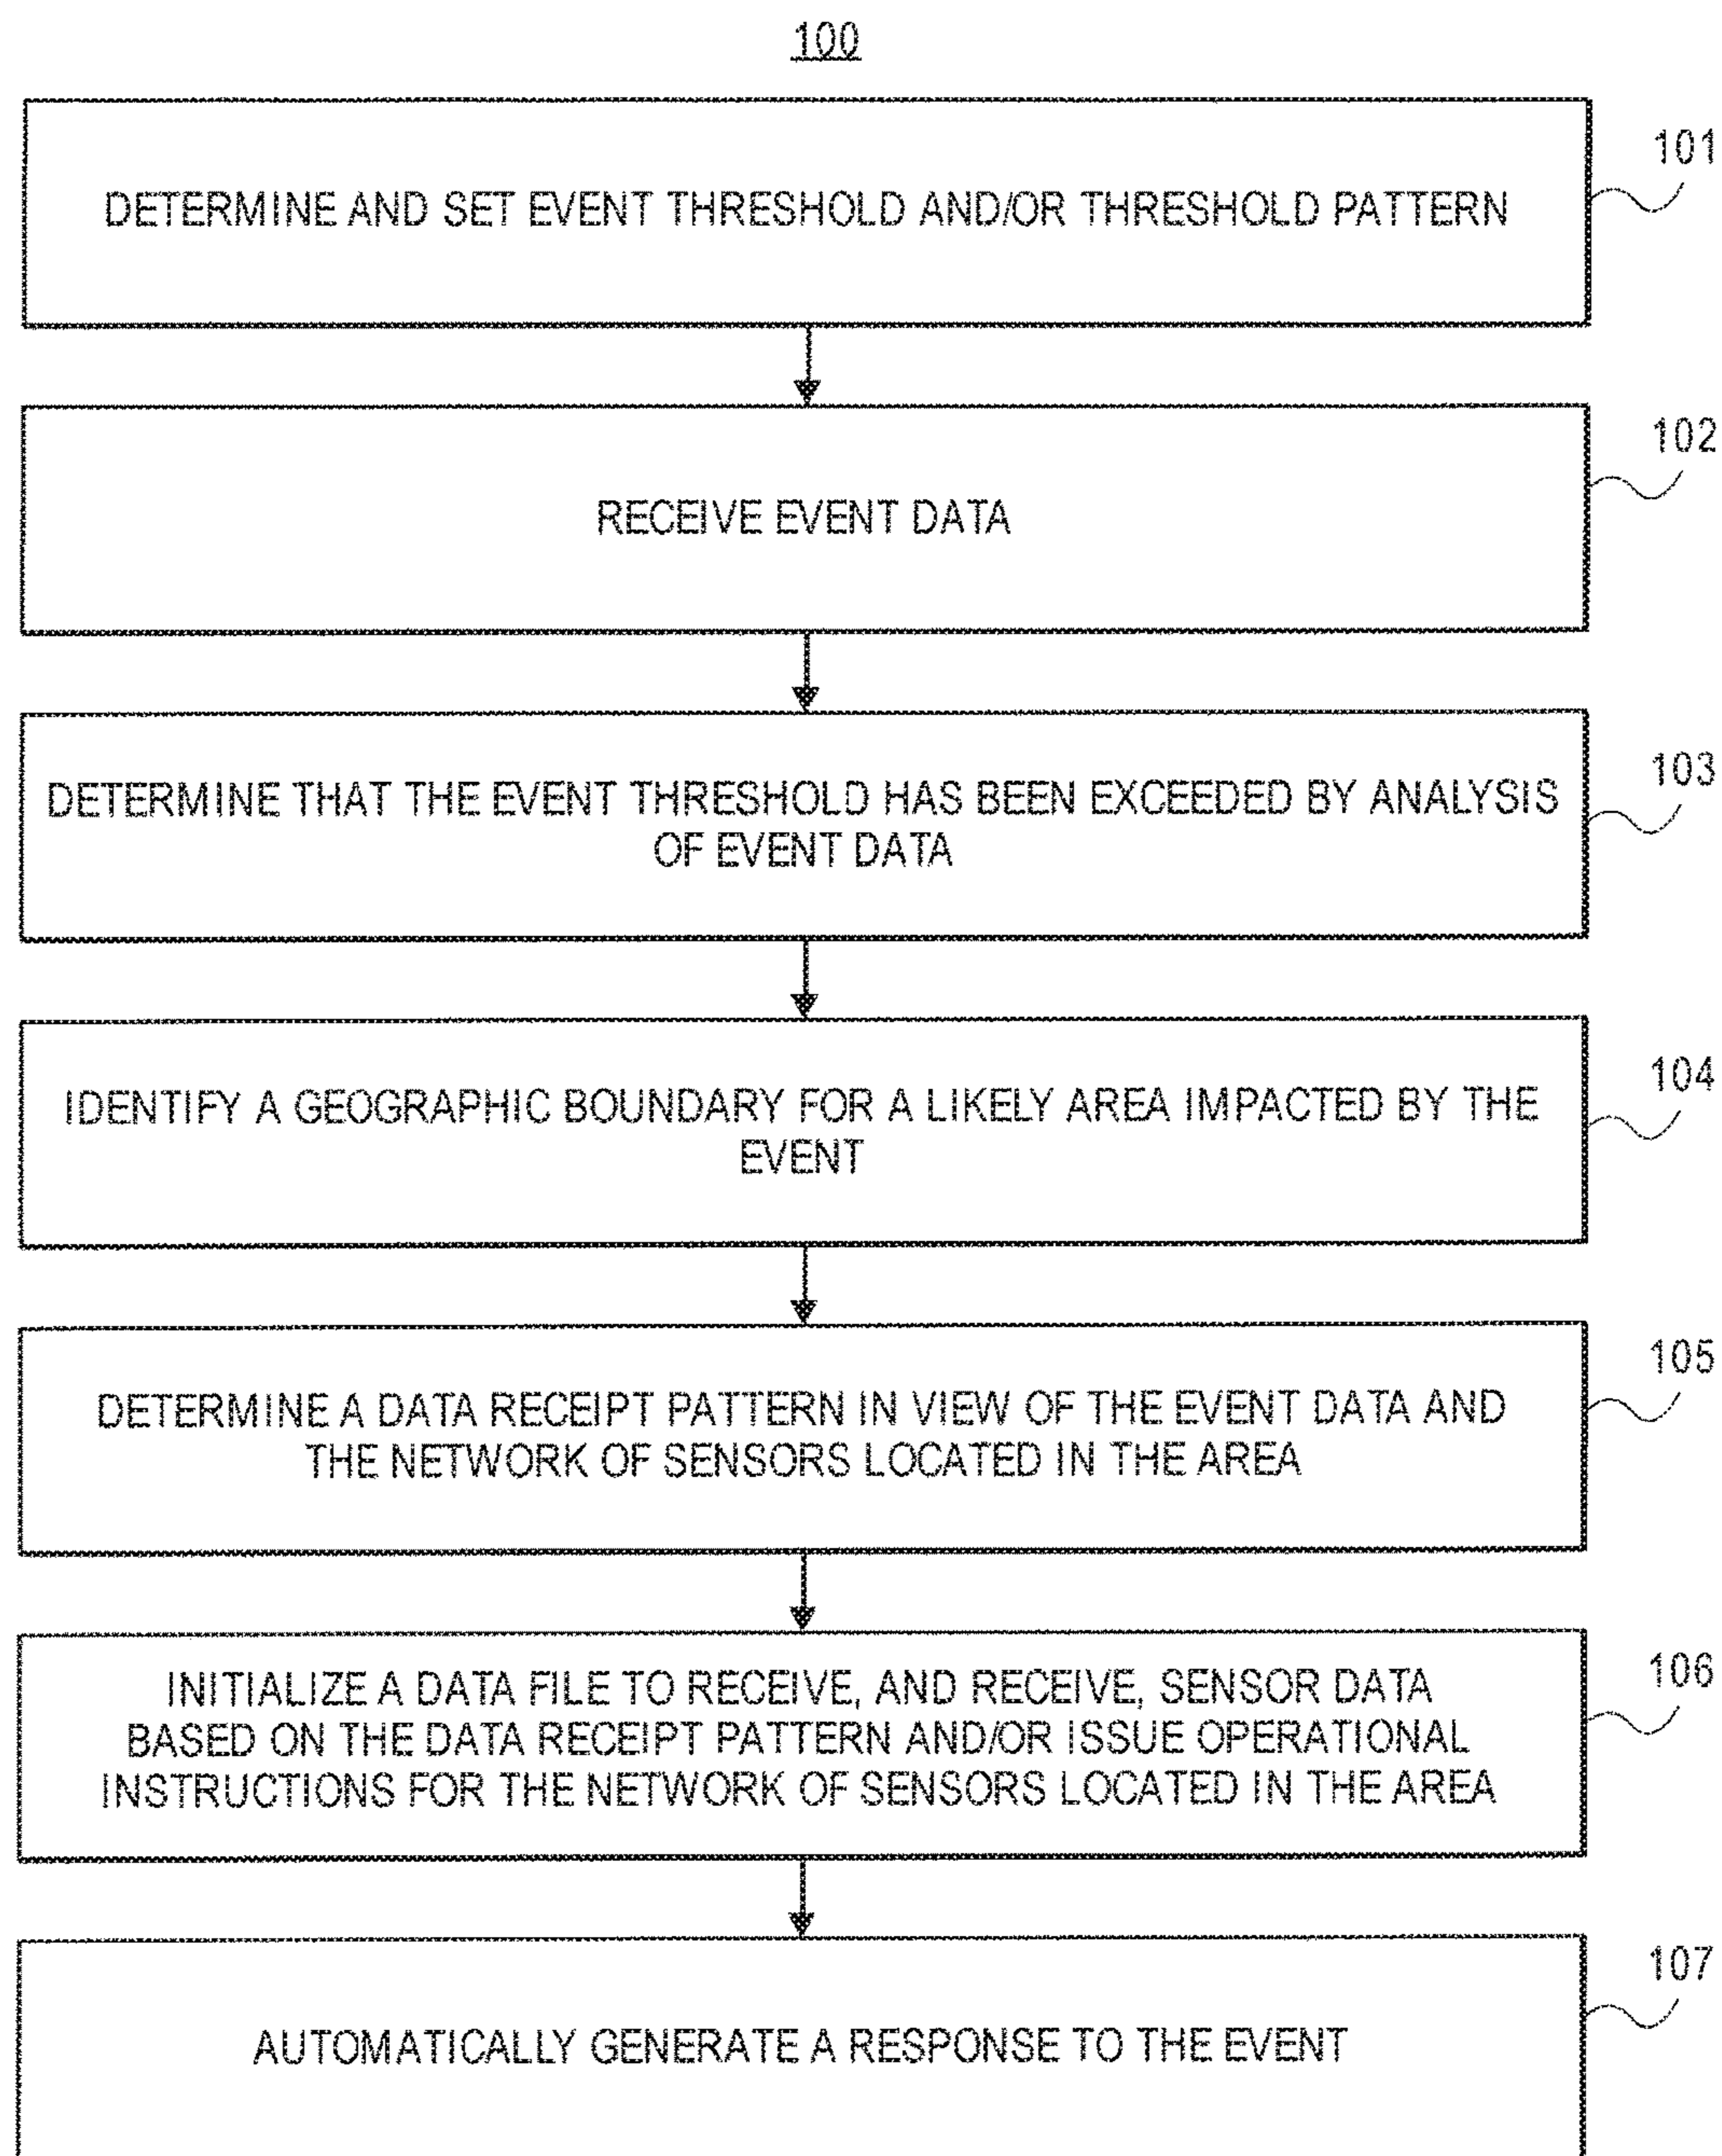 100
DETERMINE AND SET EVENT THRESHOLD AND/OR THRESHOLD PATTERN
101
RECEIVE EVENT DATA
102
DETERMINE THAT THE EVENT THRESHOLD HAS BEEN EXCEEDED BY ANALYSIS
OF EVENT DATA
103
IDENTIFY A GEOGRAPHIC BOUNDARY FOR A LIKELY AREA IMPACTED BY THE
EVENT
104
DETERMINE A DATA RECEIPT PATTERN IN VIEW OF THE EVENT DATA AND
THE NETWORK OF SENSORS LOCATED IN THE AREA
105
INITIALIZE A DATA FILE TO RECEIVE, AND RECEIVE, SENSOR DATA
BASED ON THE DATA RECEIPT PATTERN AND/OR ISSUE OPERATIONAL
INSTRUCTIONS FOR THE NETWORK OF SENSORS LOCATED IN THE AREA
106
AUTOMATICALLY GENERATE A RESPONSE TO THE EVENT
107